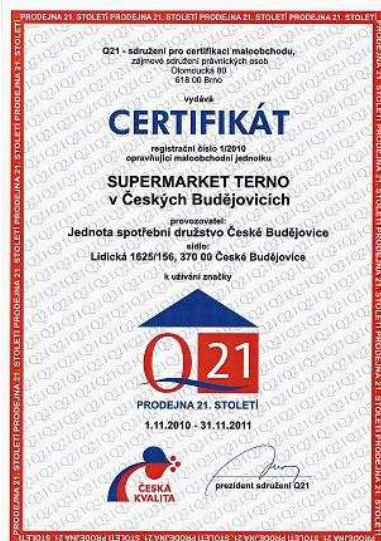 PRODEJNA 21. STOLETÍ PRODEJNA 21. STOLETÍ PRODEJNA 21. STOLETÍ PRODEJNA 21. STOLETÍ
Q21 - sdružení pro certifikaci maloobchodu,
zájmové sdružení právnických osob
Olomoucká 80
618 00 Brno
vydává
CERTIFIKÁT
registrační číslo 1/2010
opravňující maloobchodní jednotku
SUPERMARKET TERNO
v Českých Budějovicích
provozovatel:
Jednota spotřební družstvo České Budějovice
sídlo:
Lidická 1625/156, 370 00 České Budějovice
k užívání značky
Q 21
PRODEJNA 21. STOLETÍ
1.11.2010 - 31.11.2011
ČESKÁ
KVALITA
prezident sdružení Q21